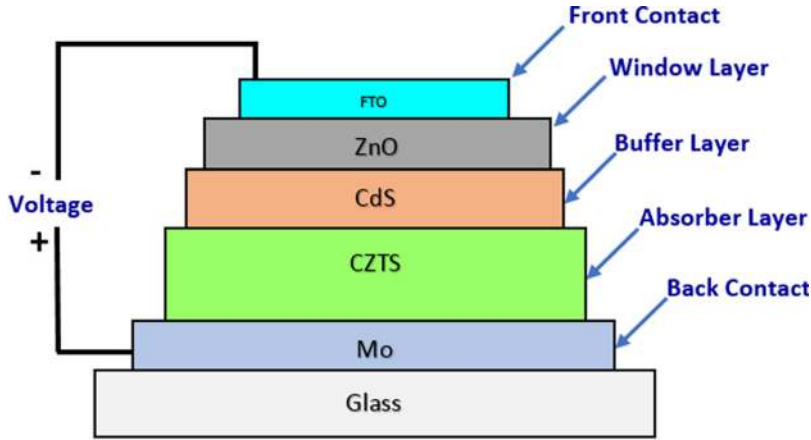 Front Contact
FTO
Window Layer
ZnO
Buffer Layer
CdS
-
Voltage
+
Absorber Layer
CZTS
Back Contact
Mo
Glass